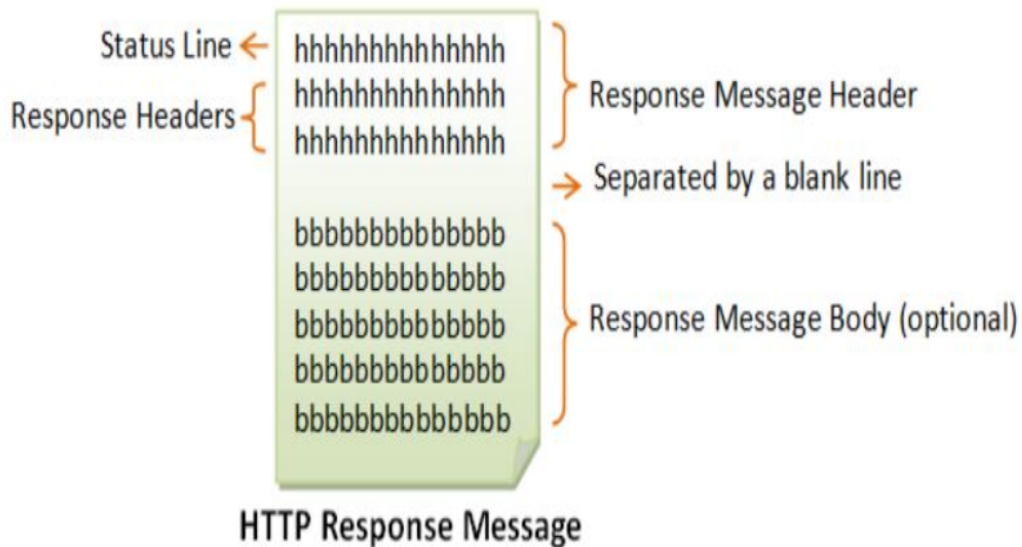 Status Line
hhhhhhhhhhhhhh
Response Headers
hhhhhhhhhhhhhh
hhhhhhhhhhhhhh
Response Message Header
Separated by a blank line
bbbbbbbbbbbbbb
bbbbbbbbbbbbbb
bbbbbbbbbbbbbb
bbbbbbbbbbbbbb
bbbbbbbbbbbbbb
Response Message Body (optional)
HTTP Response Message